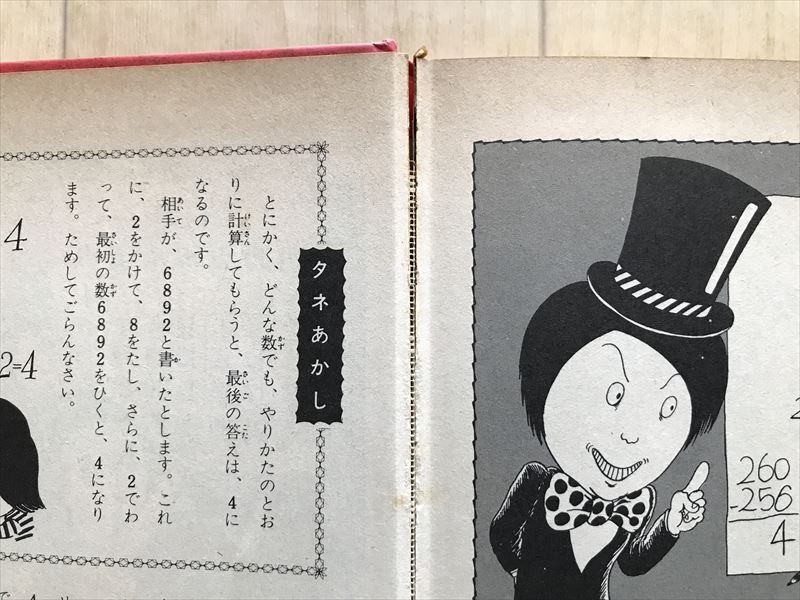 260
-256
4
タネあかし
とにかく、どんな数でも、やりかたのとお
りに計算してもらうと、最後の答えは、4に
なるのです。
相手が、6892と書いたとします。これ
に、2をかけて、8をたし、さらに、2でわ
って、最初の数6892をひくと、4になり
ます。ためしてごらんなさい。
4
2=4